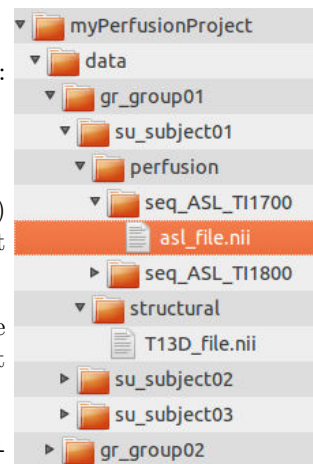 myPerfusionProject
data
:
gr_group01
su_subject01
perfusion
seq_ASL_TI1700
)
asl_file.nii
t
seq_ASL_TI1800
structural
e
T13D_file.nii
t
su_subject02
su_subject03
-
gr_group02